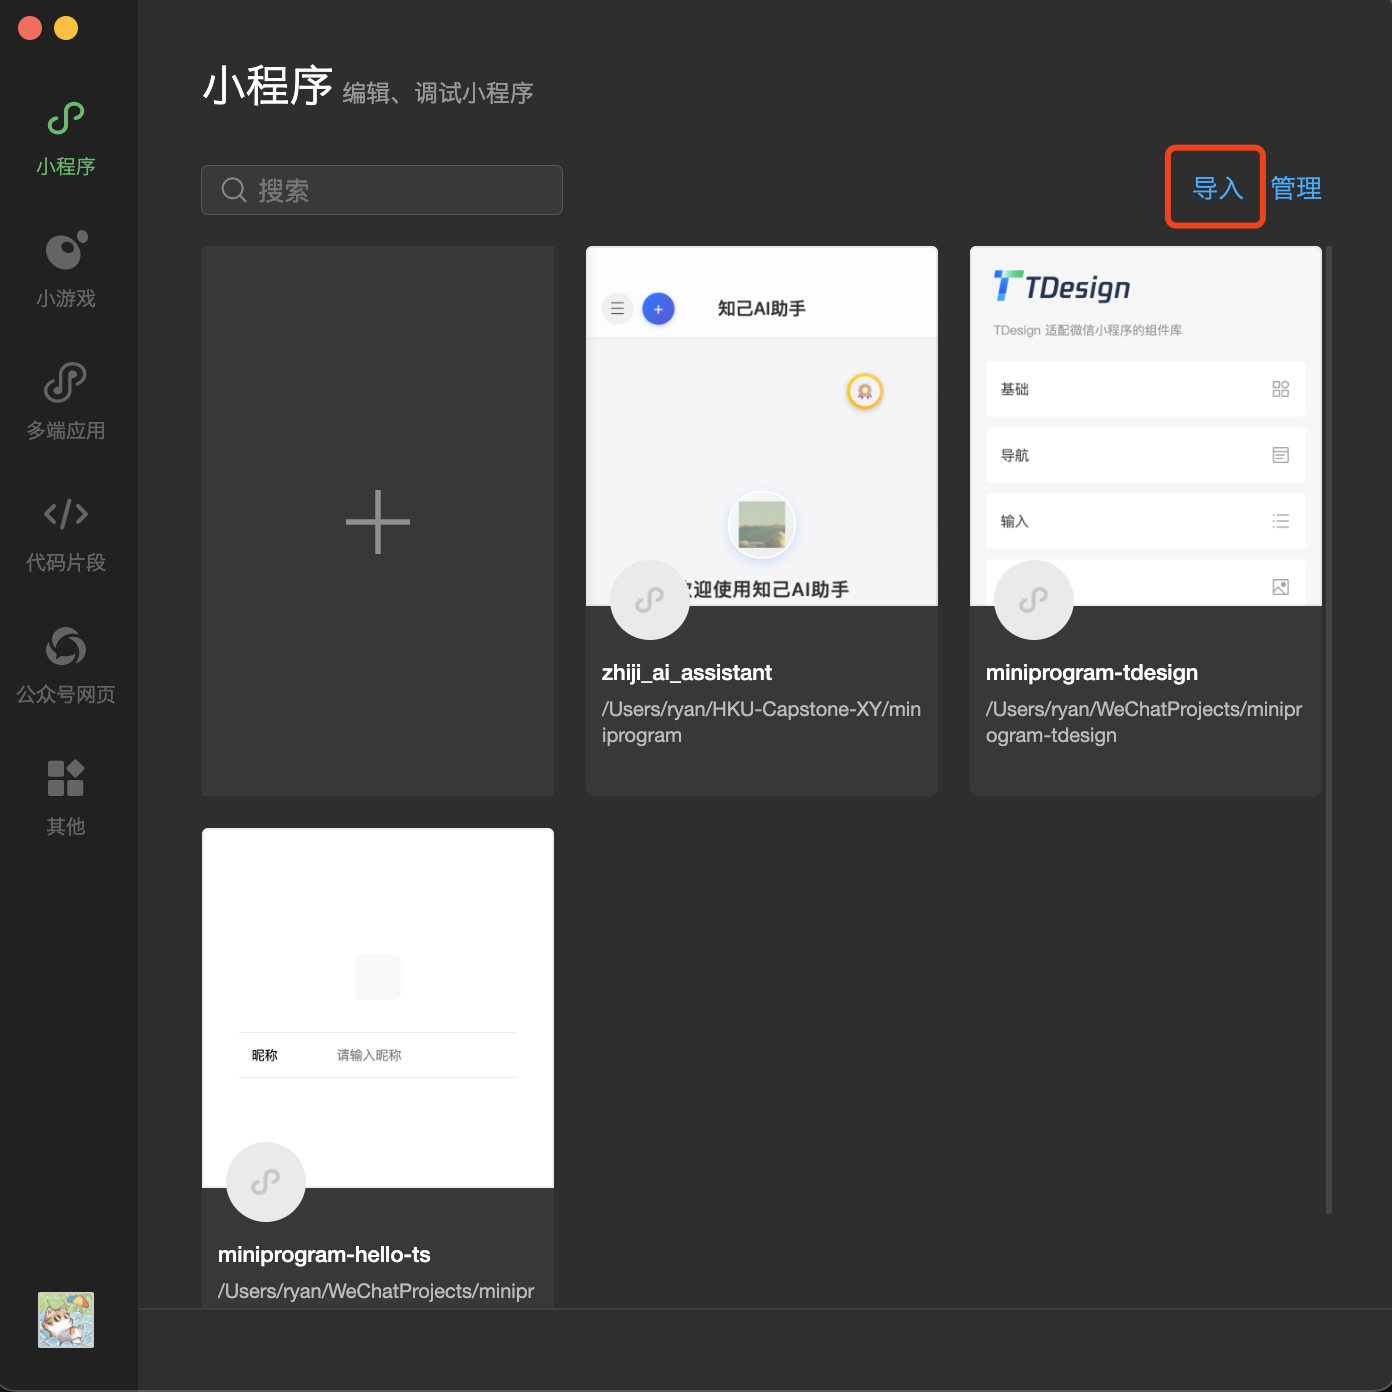 小程序 编辑、调试小程序
小程序
小游戏
多端应用
代码片段
公众号网页
其他
搜索
导入 管理
知己AI助手
迎使用知己AI助手
zhiji_ai_assistant
/Users/ryan/HKU-Capstone-XY/min
iprogram
TDesign
TDesign 适配微信小程序的组件库
基础
导航
输入
miniprogram-tdesign
/Users/ryan/WeChatProjects/minipr
ogram-tdesign
昵称 请输入昵称
miniprogram-hello-ts
/Users/ryan/WeChatProjects/minipr